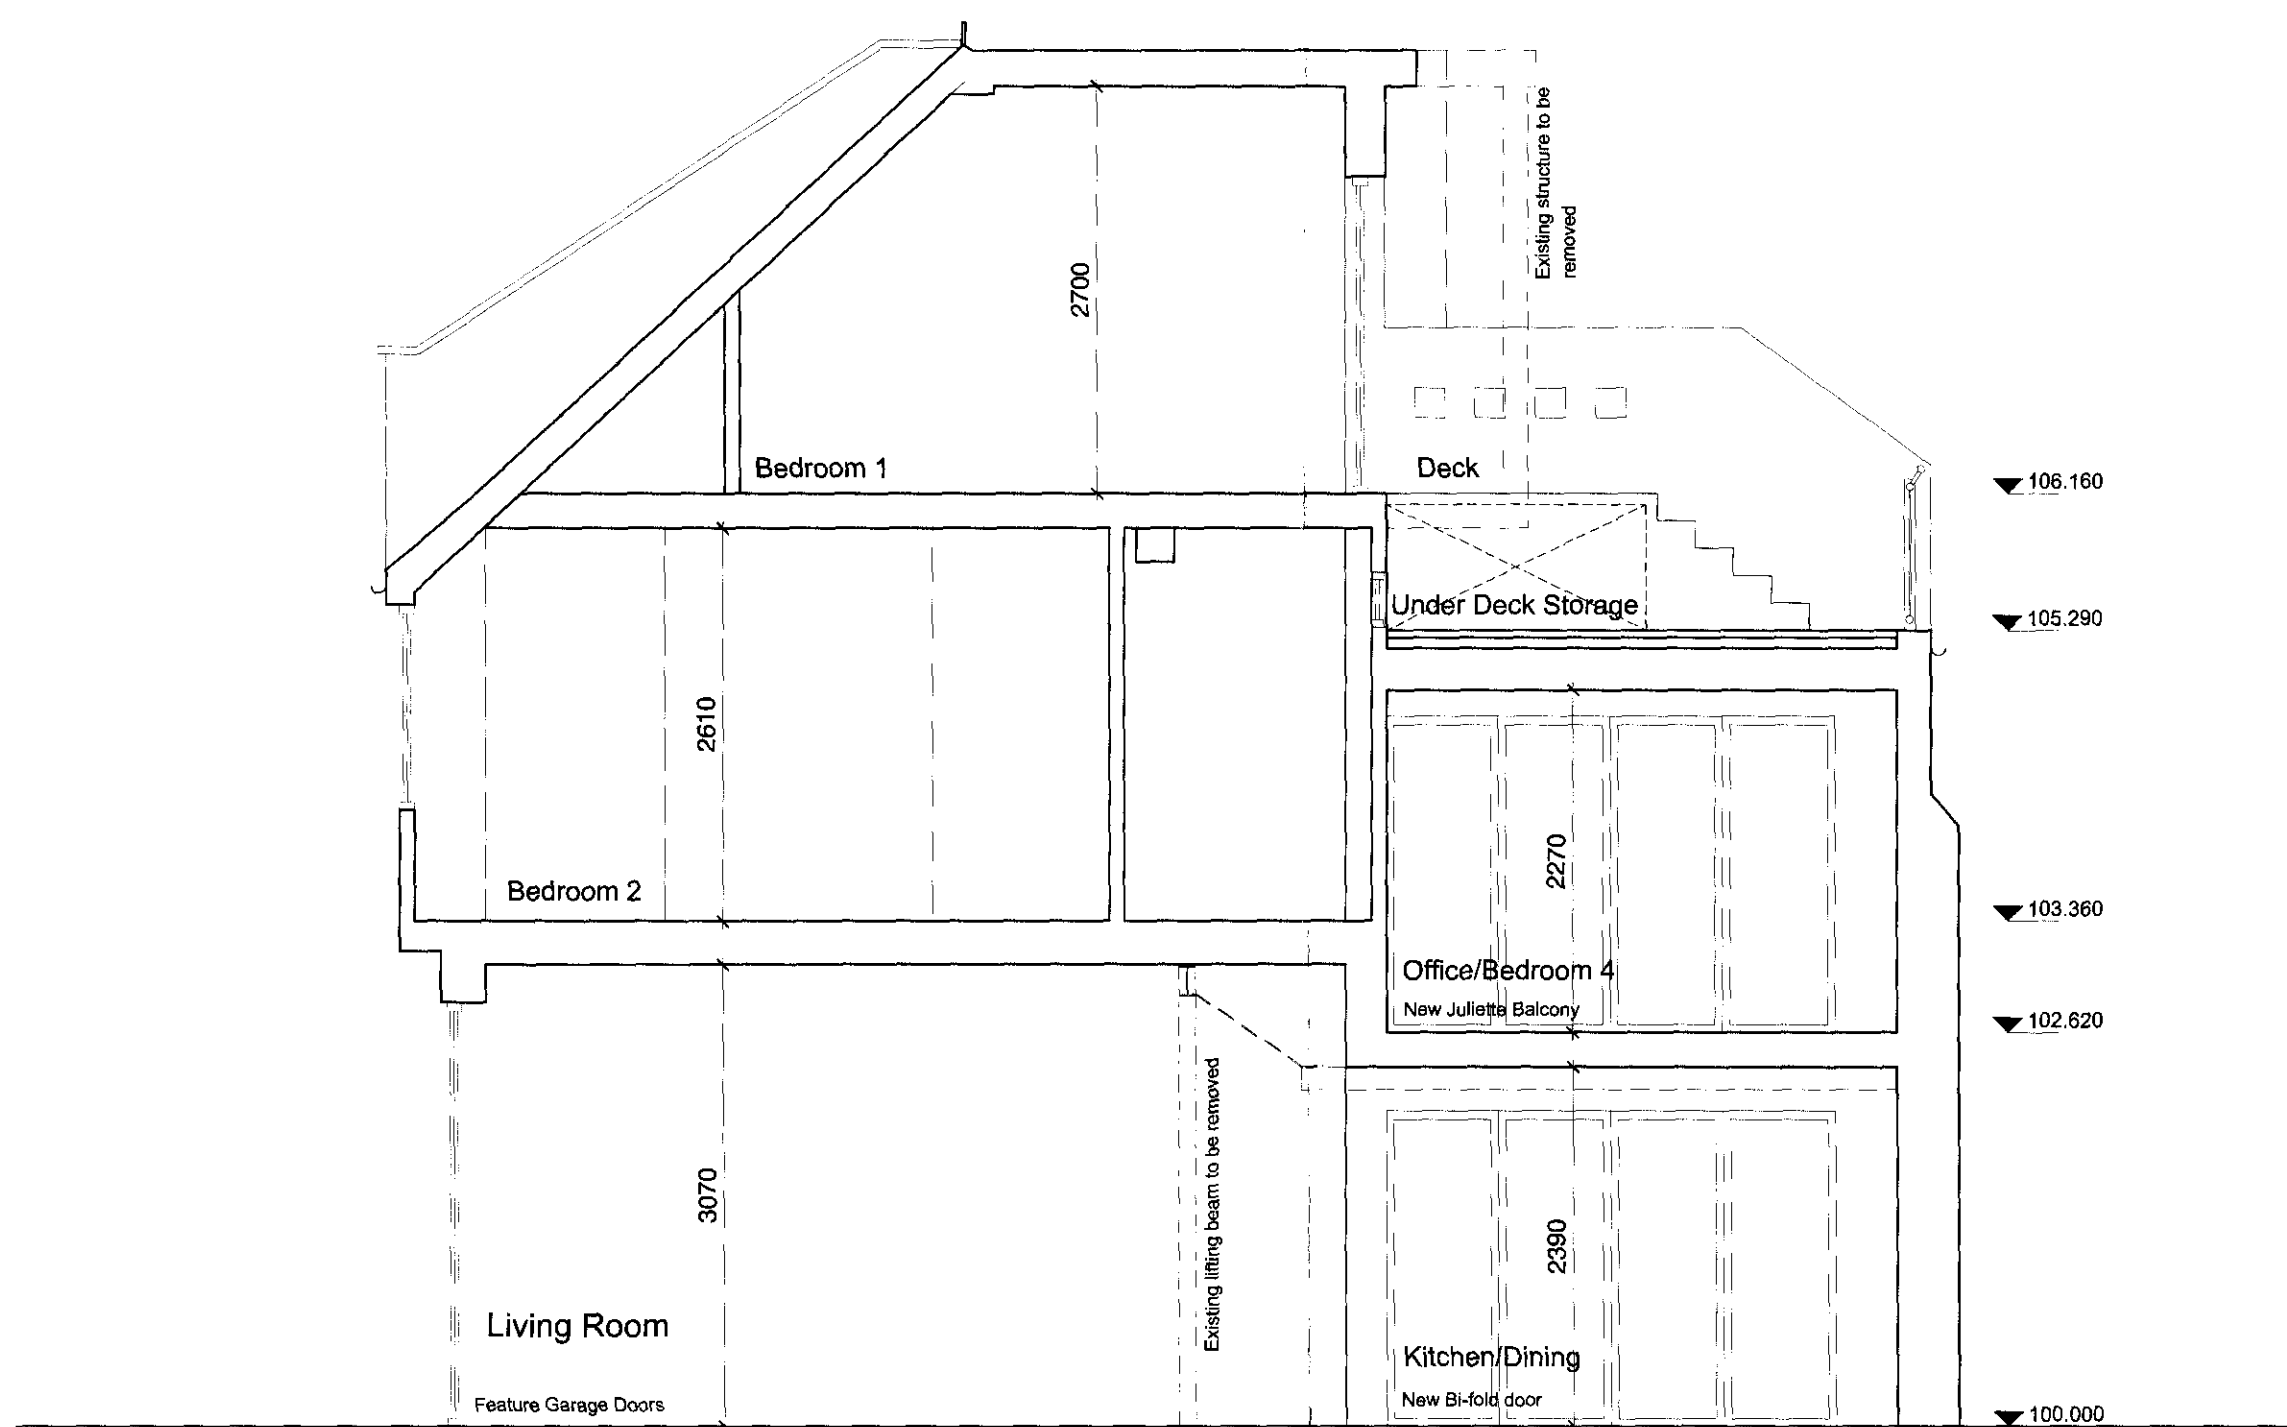 Existing structure to be
removed
2700
Bedroom 1
Deck
106.160
Under Deck Storage
105.290
2610
2270
Bedroom 2
103.360
Office/Bedroom 4
New Juliette Balcony
102.620
Existing lifting beam to be removed
3070
2390
Living Room
Kitchen/Dining
Feature Garage Doors
New Bi-fold door
100.000